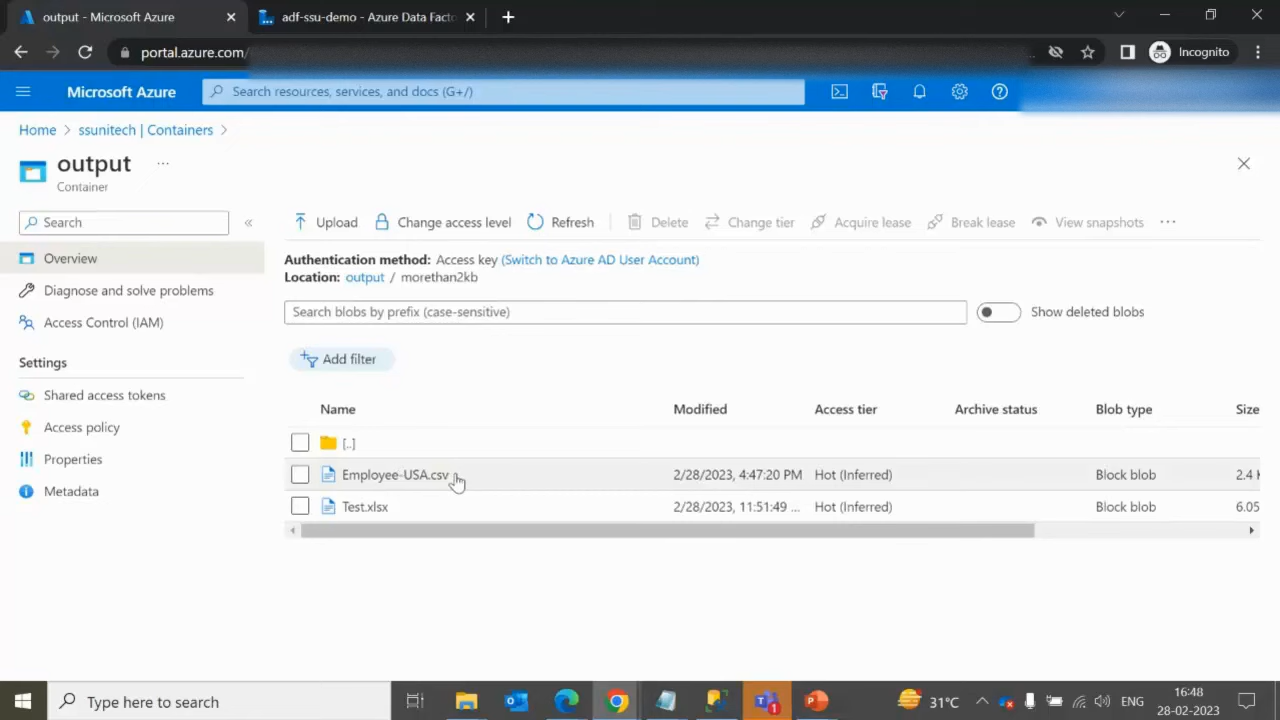 output - Microsoft Azure
adf-ssu-demo - Azure Data Facto
portal.azure.com/
Incognito
Microsoft Azure
Search resources, services, and docs (G+/)
Home > ssunitech | Containers >
output ...
Container
Search
«
Upload
Change access level
Refresh
Delete
Change tier
Acquire lease
Break lease
View snapshots
...
Overview
Diagnose and solve problems
Access Control (IAM)
Settings
Shared access tokens
Access policy
Properties
Metadata
Authentication method: Access key (Switch to Azure AD User Account)
Location: output / morethan2kb
Search blobs by prefix (case-sensitive)
Show deleted blobs
Add filter
Name Modified Access tier Archive status Blob type Size
[..]
Employee-USA.csv 2/28/2023, 4:47:20 PM Hot (Inferred) Block blob 2.4 K
Test.xlsx 2/28/2023, 11:51:49 ... Hot (Inferred) Block blob 6.05
Type here to search
1
31°C
ENG
16:48
28-02-2023